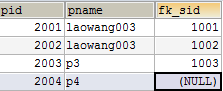 pid pname fk_sid
2001 laowang003 1001
2002 laowang003 1002
2003 p3 1003
2004 p4 (NULL)